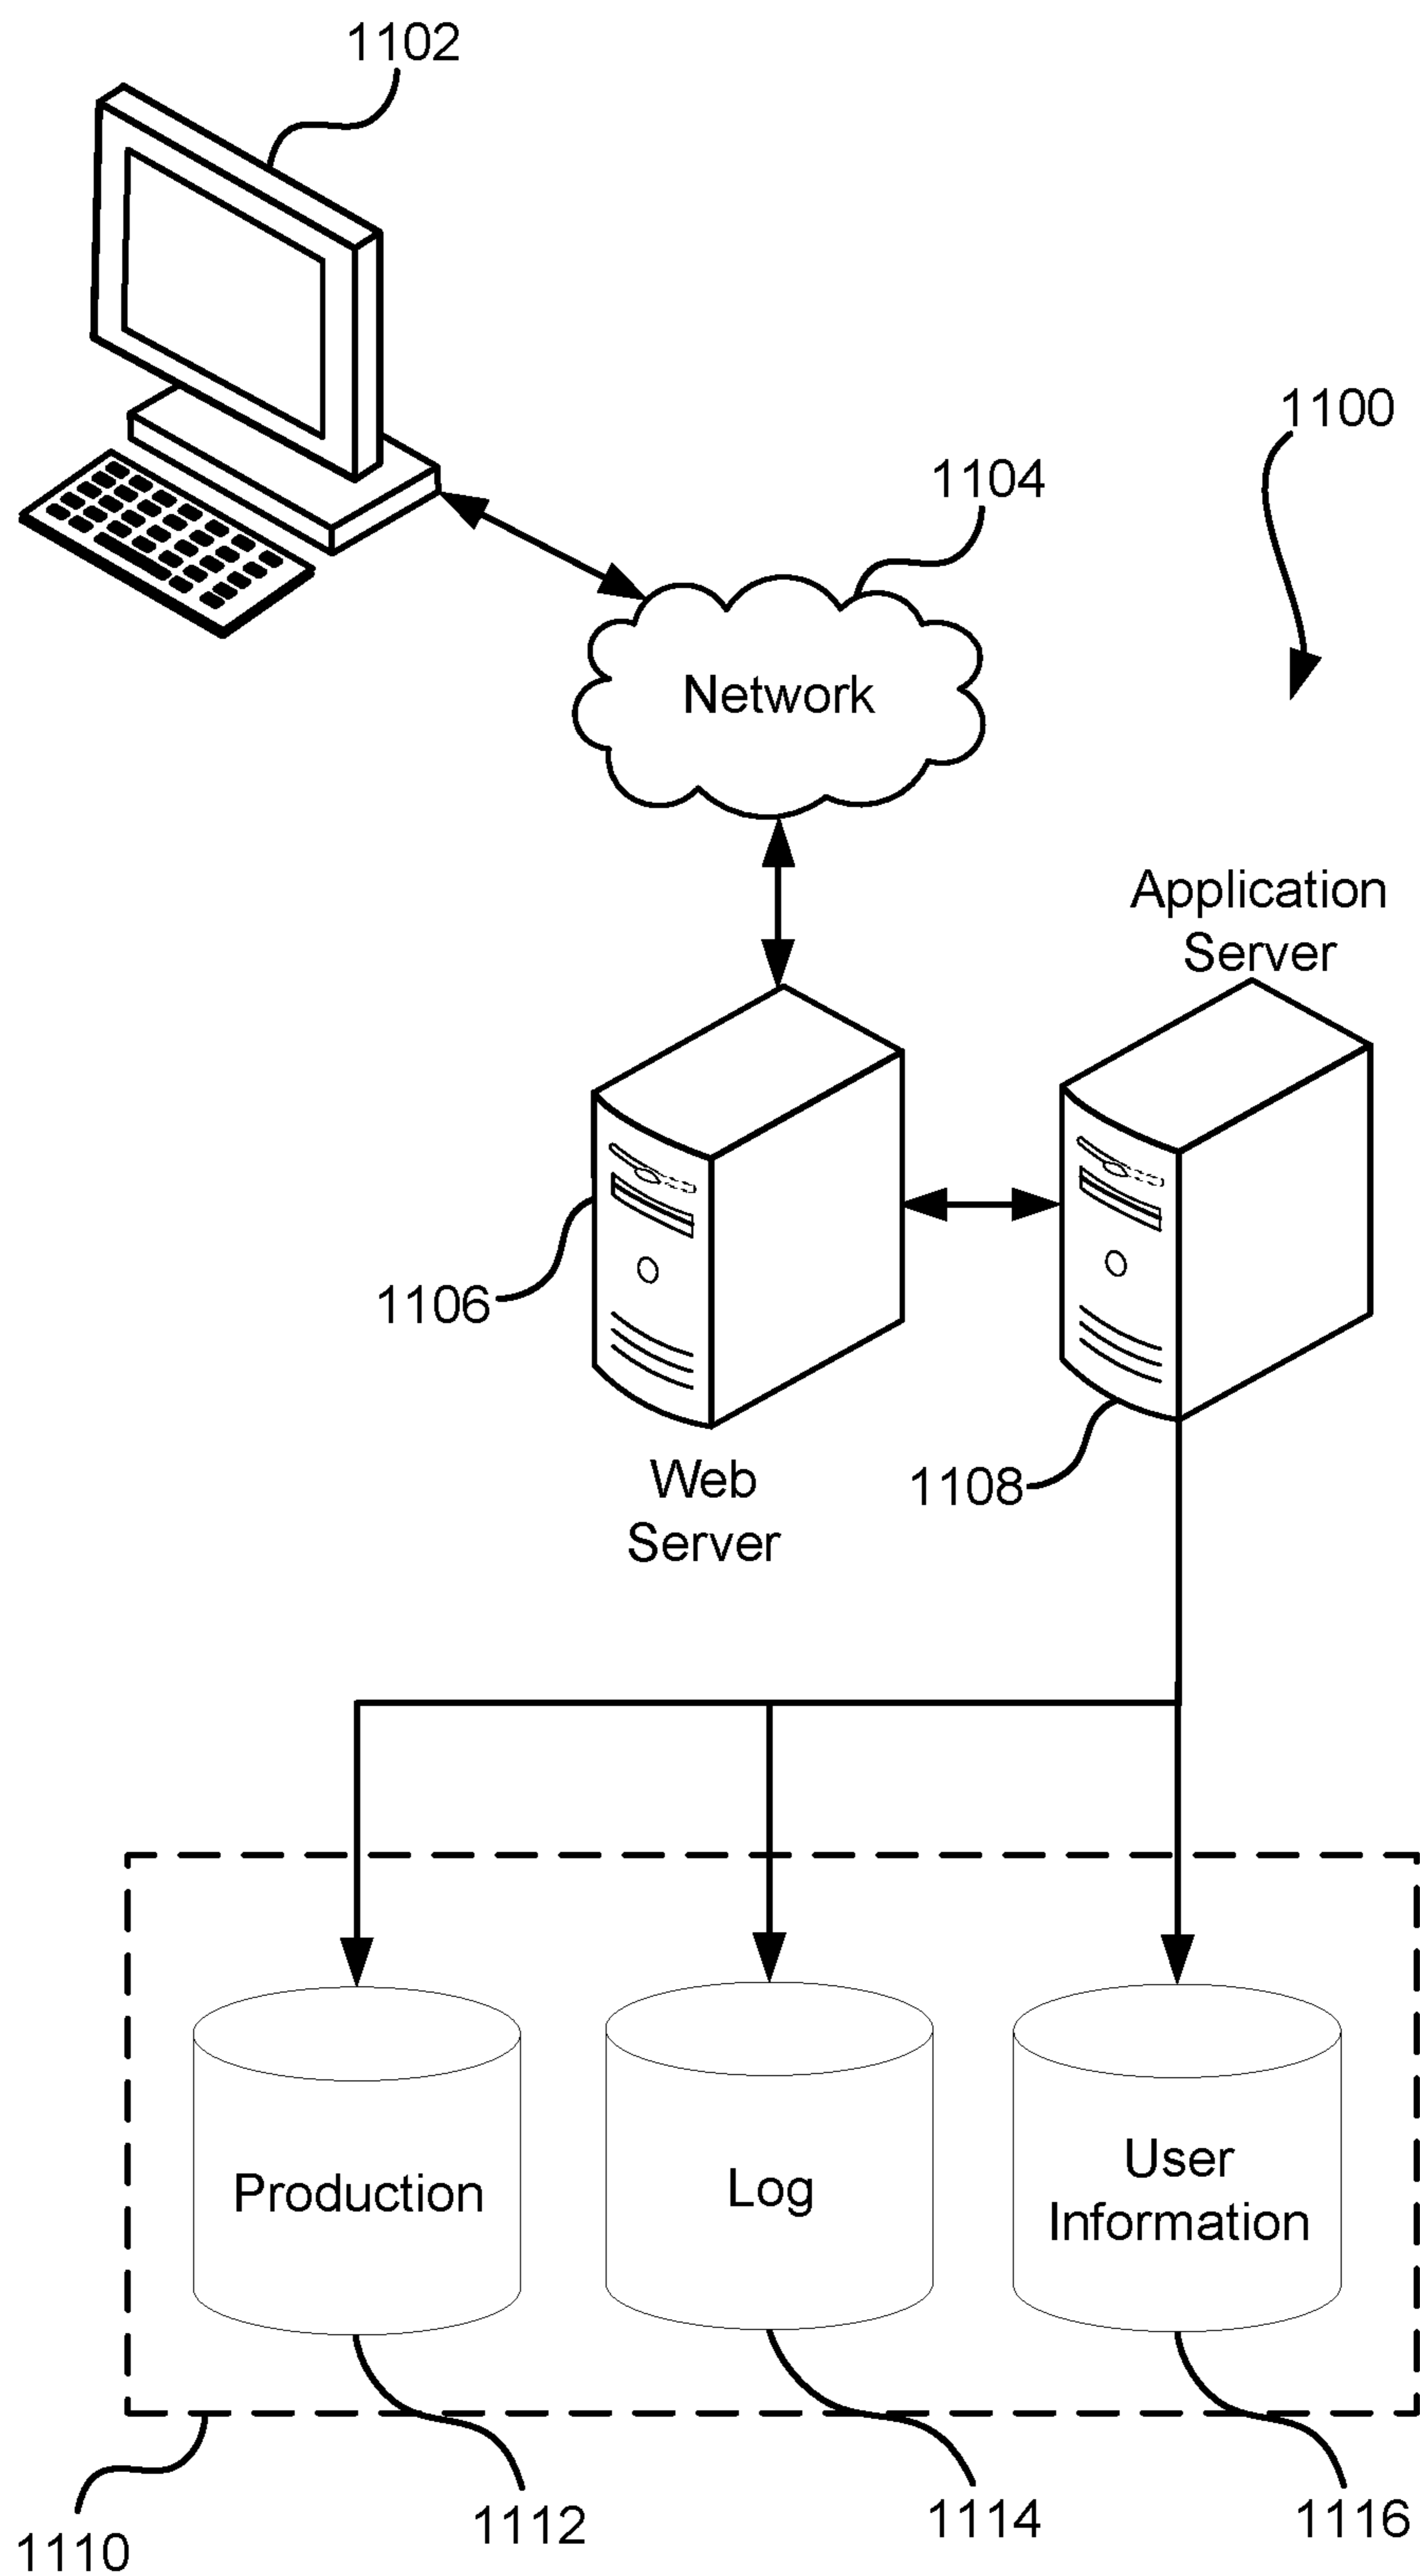 1102
1100
1104
Network
Application
Server
1106
Web
Server
1108
Production
Log
User
Information
1110
1112
1114
1116